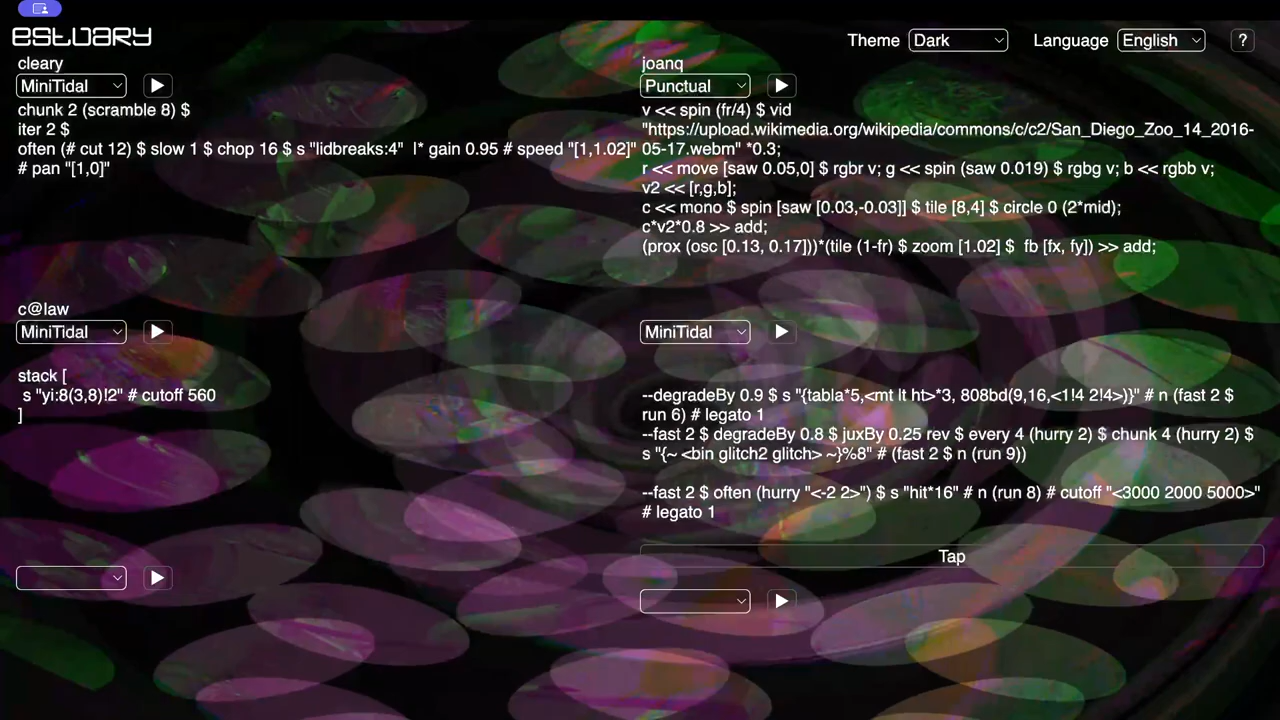 estuary
Theme Dark Language English ?
cleary
MiniTidal
chunk 2 (scramble 8) $
iter 2 $
often (# cut 12) $ slow 1 $ chop 16 $ s "lidbreaks:4"  |* gain 0.95 # speed "[1,1.02]"
# pan "[1,0]"
joanq
Punctual
v << spin (fr/4) $ vid
"https://upload.wikimedia.org/wikipedia/commons/c/c2/San_Diego_Zoo_14_2016-
05-17.webm" *0.3;
r << move [saw 0.05,0] $ rgbr v; g << spin (saw 0.019) $ rgbg v; b << rgbb v;
v2 << [r,g,b];
c << mono $ spin [saw [0.03,-0.03]] $ tile [8,4] $ circle 0 (2*mid);
c*v2*0.8 >> add;
(prox (osc [0.13, 0.17]))*(tile (1-fr) $ zoom [1.02] $  fb [fx, fy]) >> add;
c@law
MiniTidal
stack [
s "yi:8(3,8)!2" # cutoff 560
]
MiniTidal
--degradeBy 0.9 $ s "{tabla*5,<mt lt ht>*3, 808bd(9,16,<1!4 2!4>)}" # n (fast 2 $
run 6) # legato 1
--fast 2 $ degradeBy 0.8 $ juxBy 0.25 rev $ every 4 (hurry 2) $ chunk 4 (hurry 2) $
s "{~ <bin glitch2 glitch> ~}%8" # (fast 2 $ n (run 9))
--fast 2 $ often (hurry "<-2 2>") $ s "hit*16" # n (run 8) # cutoff "<3000 2000 5000>"
# legato 1
Tap